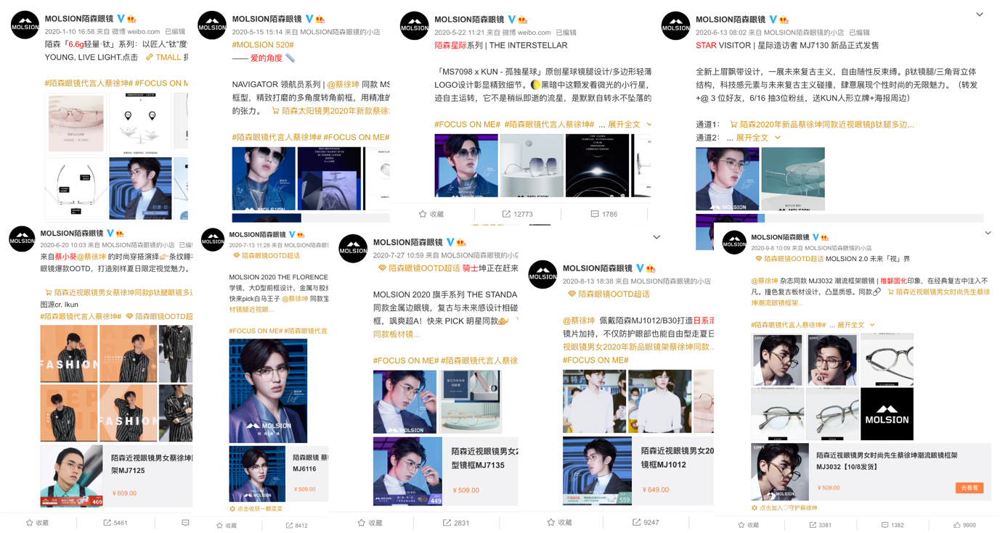 MOLSION陌森眼镜
2020-1-10 16:58 来自 微博 weibo.com 已编辑
陌森「6.6g轻量·钛」系列：以匠人“钛”度
YOUNG, LIVE LIGHT.点击 TMALL
#陌森眼镜代言人蔡徐坤# #FOCUS ON M
MOLSION陌森眼镜
2020-5-15 15:14 来自 MOLSION陌森眼镜的小店
#MOLSION 520#
—— 爱的角度
NAVIGATOR 领航员系列 | @蔡徐坤 同款 MS
框型，精致打磨的多角度转角前框，用精准的
的张力。 陌森太阳镜男2020年新款蔡徐
#陌森眼镜代言人蔡徐坤# #FOCUS ON ME#
MOLSION陌森眼镜
2020-5-22 11:21 来自 微博 weibo.com 已编辑
陌森星际系列 | THE INTERSTELLAR
「MS7098 x KUN - 孤独星球」原创星球镜腿设计/多边形轻薄
LOGO设计彰显精致细节。黑暗中这颗发着微光的小行星，
迹自主运转，它不是稍纵即逝的流星，是默默自转永不坠落的
#FOCUS ON ME# #陌森眼镜代言人蔡徐坤# ... 展开全文
收藏
12773
1786
MOLSION陌森眼镜
2020-6-13 08:02 来自 MOLSION陌森眼镜的小店 已编辑
STAR VISITOR | 星际造访者 MJ7130 新品正式发售
全新上眉飘带设计，一展未来复古主义，自由随性反束缚。β钛镜腿/三角背立体
结构，科技感元素与未来复古主义碰撞，肆意展现个性时尚的无限魅力。（转发
+@ 3 位好友，6/16 抽3位粉丝，送KUN人形立牌+海报周边）
通道1： 陌森2020年新品蔡徐坤同款近视眼镜β钛腿多边...
通道2： ... 展开全文
MOLSION陌森眼镜
2020-6-20 10:03 来自 MOLSION陌森眼镜的小店 已编
来自蔡小葵@蔡徐坤 的时尚穿搭演绎 条纹睡
眼镜爆款OOTD，打造别样夏日限定视觉魅力。
陌森近视眼镜男女蔡徐坤同款β钛腿眼镜多
图源cr. Ikun
#陌森眼镜代言人蔡徐坤# 陌森眼镜OOTD超
FASHION
FASHION
陌森近视眼镜男女蔡徐坤
架MJ7125
469
￥609.00
收藏
5461
MOLSION陌森眼镜
2020-7-13 11:28 来自 MOLSION陌森眼
陌森眼镜OOTD超话
MOLSION 2020 THE FLORENCE
学镜，大D型前框设计，金属与胶
快来pick白马王子 @蔡徐坤 同款宝
材镜腿近视眼...
#FOCUS ON ME# #陌森眼镜代言
MOLSION
陌森眼镜
陌森眼镜 蔡
MJ6116
￥509.00
点击收获一颗菜菜
收藏
8412
MOLSION陌森眼镜
2020-7-27 10:59 来自 MOLSION陌森眼镜的小
陌森眼镜OOTD超话 骑士坤正在赶来
MOLSION 2020 旗手系列 THE STANDA
同款金属边眼镜，复古与未来感设计相碰
框，飒爽超A！快来 PICK 明星同款
同款板材镜...
#FOCUS ON ME# #陌森眼镜代言人蔡徐
陌森近视眼镜男女2
型镜框MJ7135
449
￥509.00
收藏
2831
MOLSION陌森眼镜
2020-8-13 18:38 来自 MOLSION陌森眼镜的小店
陌森眼镜OOTD超话
@蔡徐坤 佩戴陌森MJ1012/B30打造日系清
镜片加持，不仅防护眼部也能自由型走夏日
视眼镜男女2020年新品眼镜架蔡徐坤同款...
#FOCUS ON ME#
陌森近视眼镜男女20
镜框MJ1012
559
￥649.00
收藏
9247
MOLSION陌森眼镜
2020-9-8 10:09 来自 MOLSION陌森眼镜的小店
陌森眼镜OOTD超话 MOLSION 2.0 未来「视」界
@蔡徐坤 杂志同款 MJ3032 潮流框架眼镜 | 推翻固化印象，在经典复古中注入不
凡。撞色复古板材设计，凸显质感。同款 陌森近视眼镜男女时尚先生蔡徐
坤潮流眼镜框架...
#陌森眼镜代言人蔡徐坤# ... 展开全文
MOLSION
陌森近视眼镜男女时尚先生蔡徐坤潮流眼镜框架
MJ3032【10/8发货】
￥509.00
去看看
点击加入♡守护蔡徐坤
收藏
3381
1382
9900